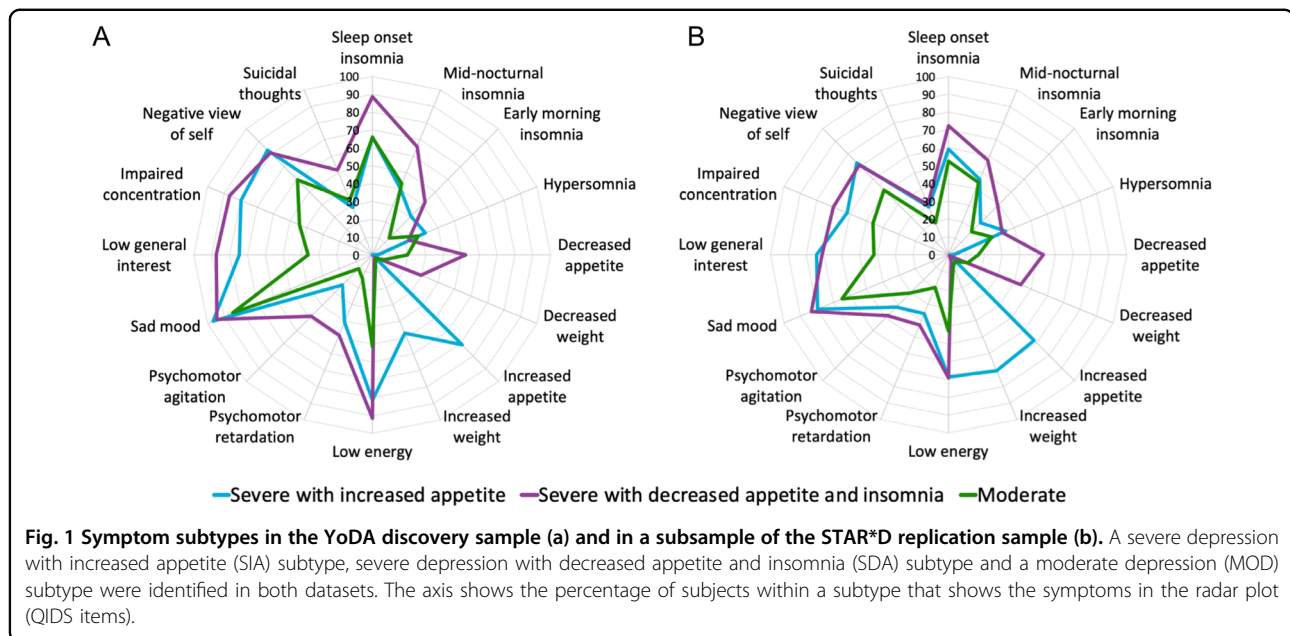 A
Sleep onset
insomnia
Mid-nocturnal
insomnia
Early morning
insomnia
Hypersomnia
Decreased
appetite
Decreased
weight
Increased
appetite
Increased
weight
Low energy
Psychomotor
retardation
Psychomotor
agitation
Sad mood
Low general
interest
Impaired
concentration
Negative view
of self
Suicidal
thoughts
100
90
80
70
60
50
40
30
20
10
0
B
Sleep onset
insomnia
Mid-nocturnal
insomnia
Early morning
insomnia
Hypersomnia
Decreased
appetite
Decreased
weight
Increased
appetite
Increased
weight
Low energy
Psychomotor
retardation
Psychomotor
agitation
Sad mood
Low general
interest
Impaired
concentration
Negative view
of self
Suicidal
thoughts
100
90
80
70
60
50
40
30
20
10
0
Severe with increased appetite Severe with decreased appetite and insomnia Moderate
Fig. 1 Symptom subtypes in the YoDA discovery sample (a) and in a subsample of the STAR*D replication sample (b). A severe depression
with increased appetite (SIA) subtype, severe depression with decreased appetite and insomnia (SDA) subtype and a moderate depression (MOD)
subtype were identified in both datasets. The axis shows the percentage of subjects within a subtype that shows the symptoms in the radar plot
(QIDS items).